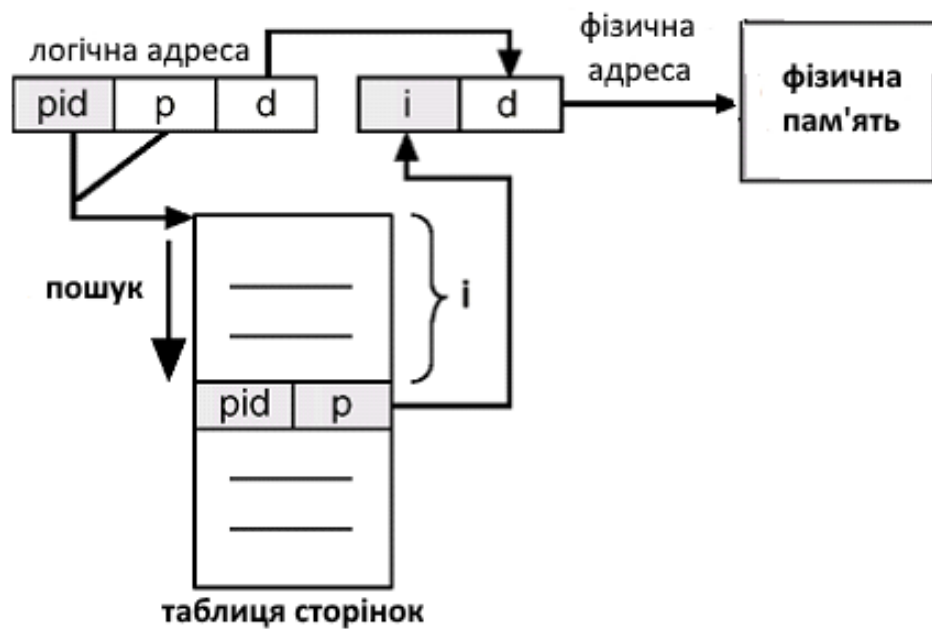 логічна адреса
фізична
адреса
pid p d
i d
фізична
пам'ять
пошук
i
pid p
таблиця сторінок